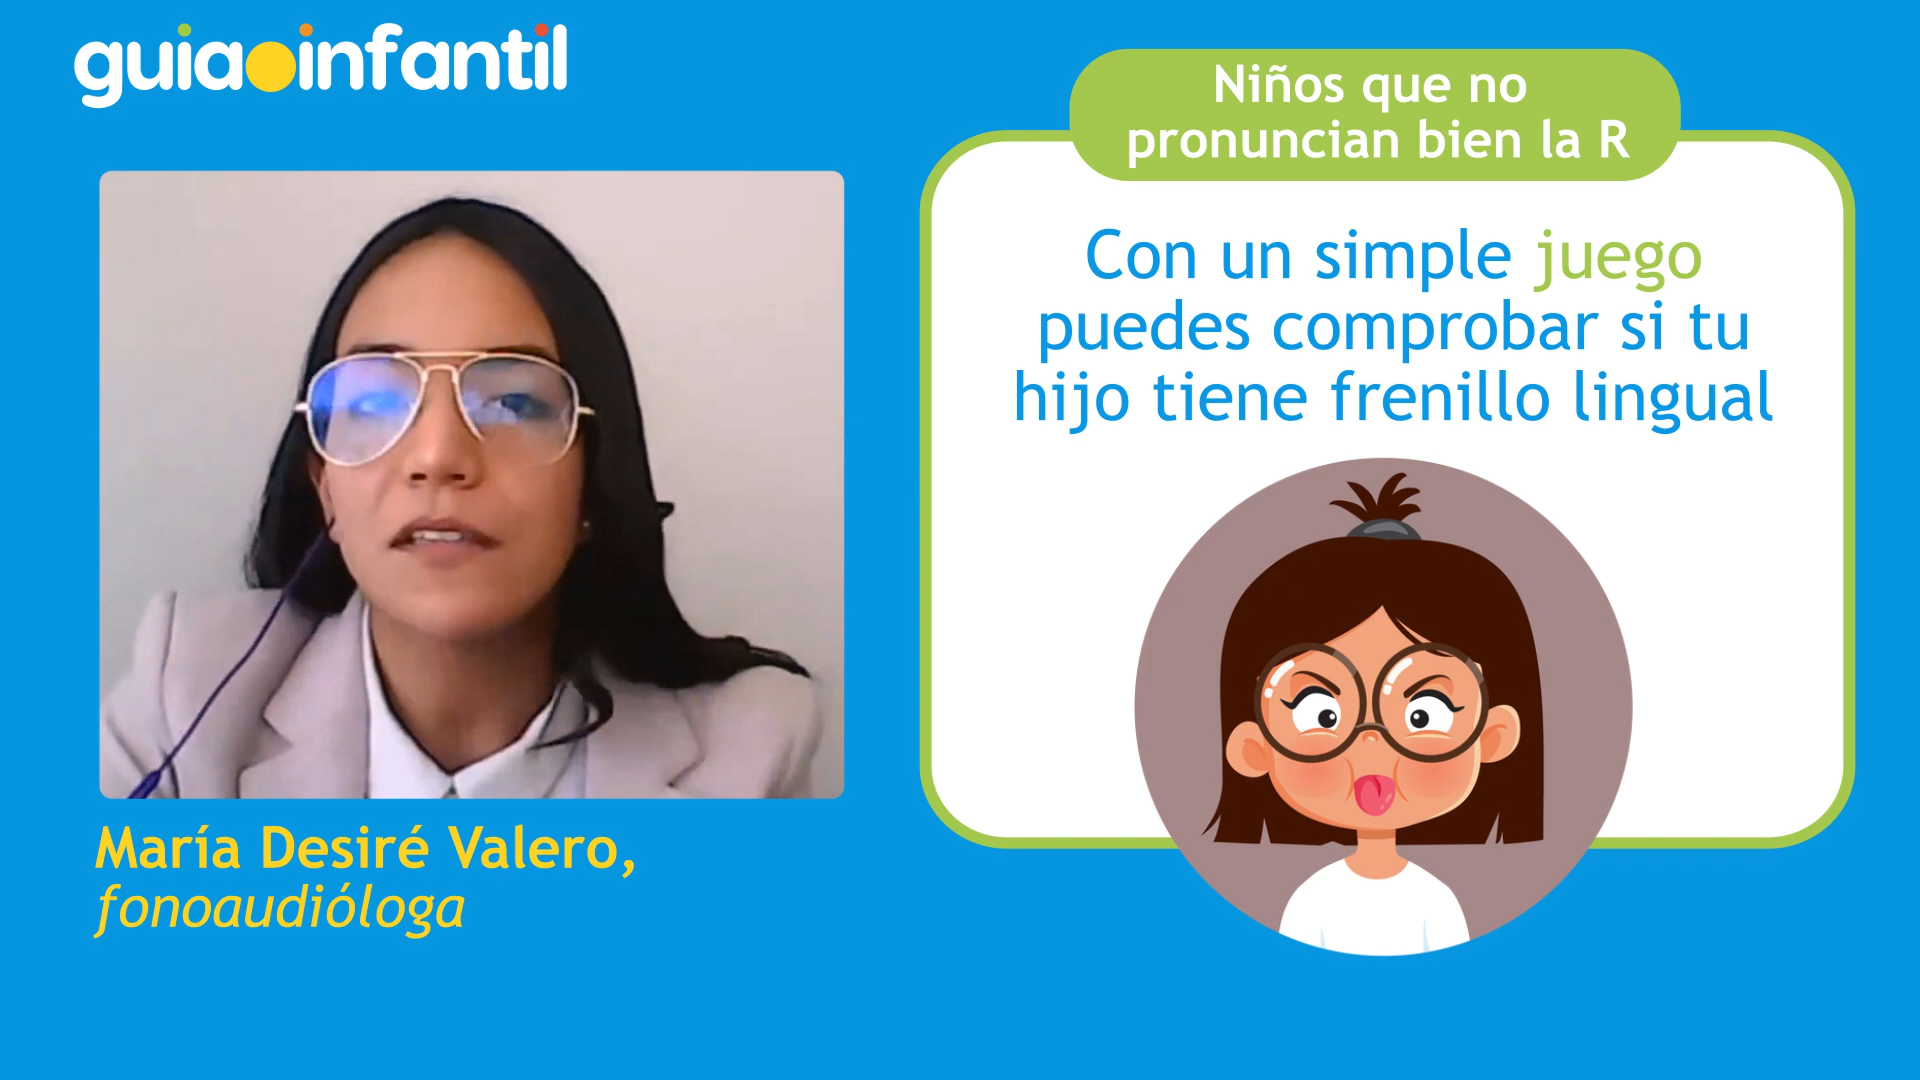 guiainfantil
Niños que no
pronuncian bien la R
Con un simple juego
puedes comprobar si tu
hijo tiene frenillo lingual
María Desiré Valero,
fonoaudióloga